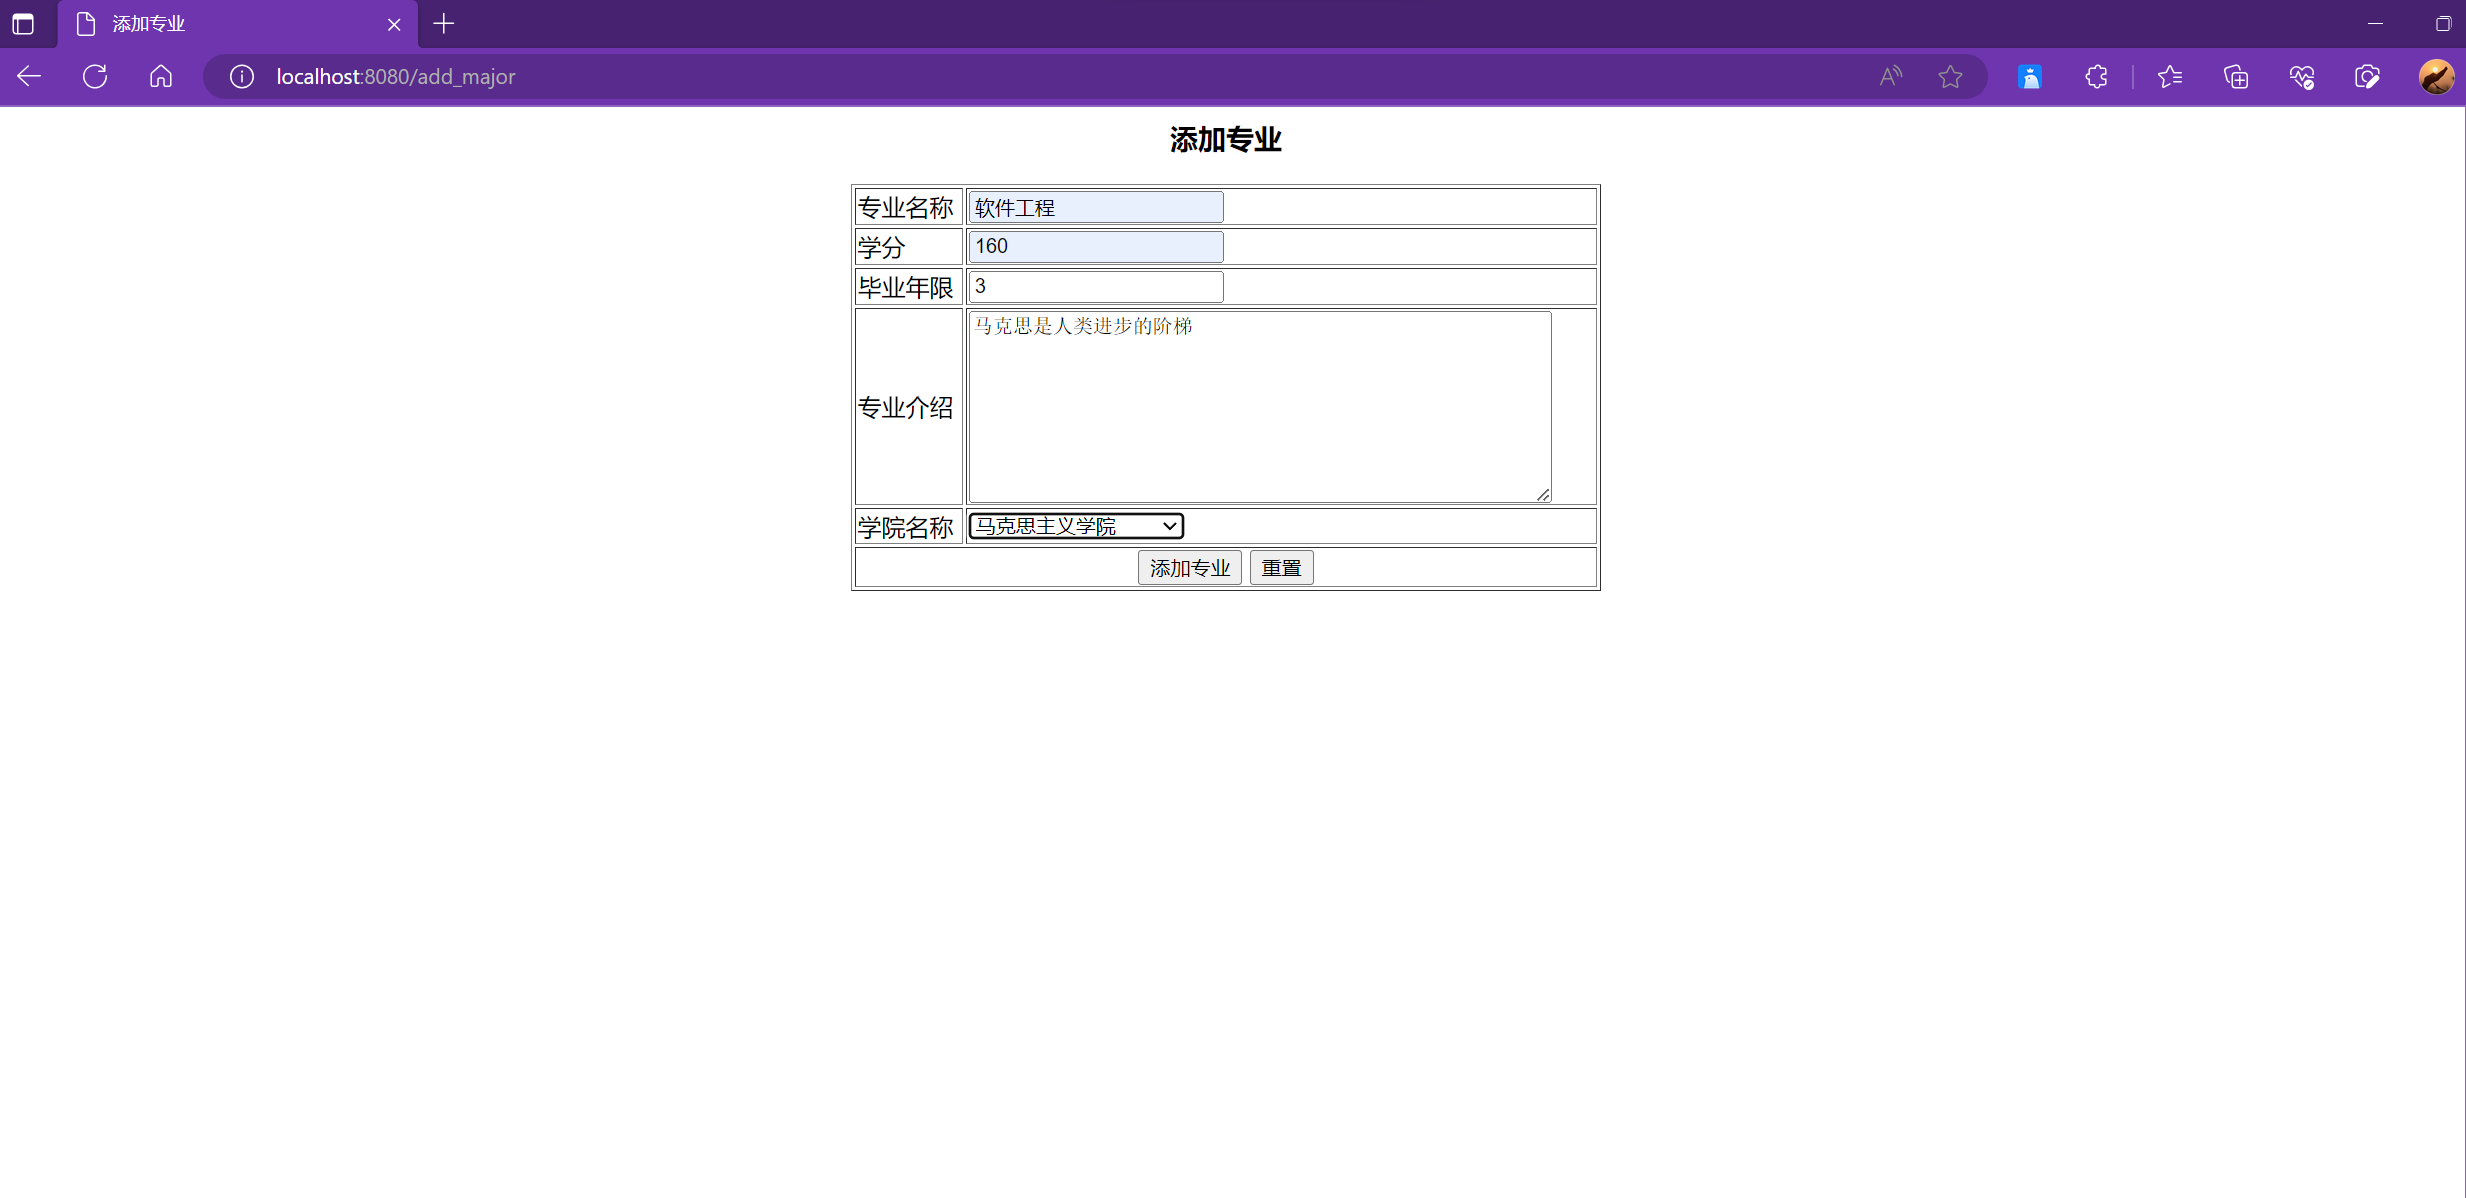 添加专业
localhost:8080/add_major
添加专业
专业名称 软件工程
学分 160
毕业年限 3
专业介绍 马克思是人类进步的阶梯
学院名称 马克思主义学院
添加专业 重置